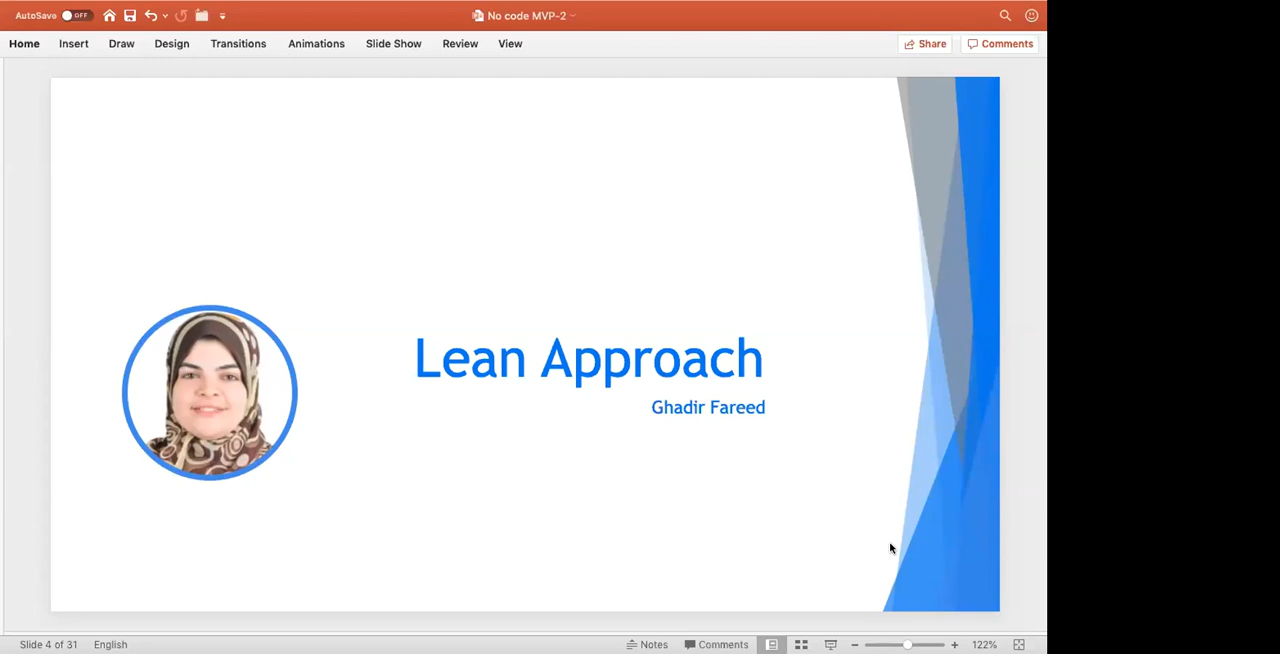 AutoSave OFF No code MVP-2
Home Insert Draw Design Transitions Animations Slide Show Review View Share Comments
Lean Approach
Ghadir Fareed
Slide 4 of 31 English Notes Comments 122%